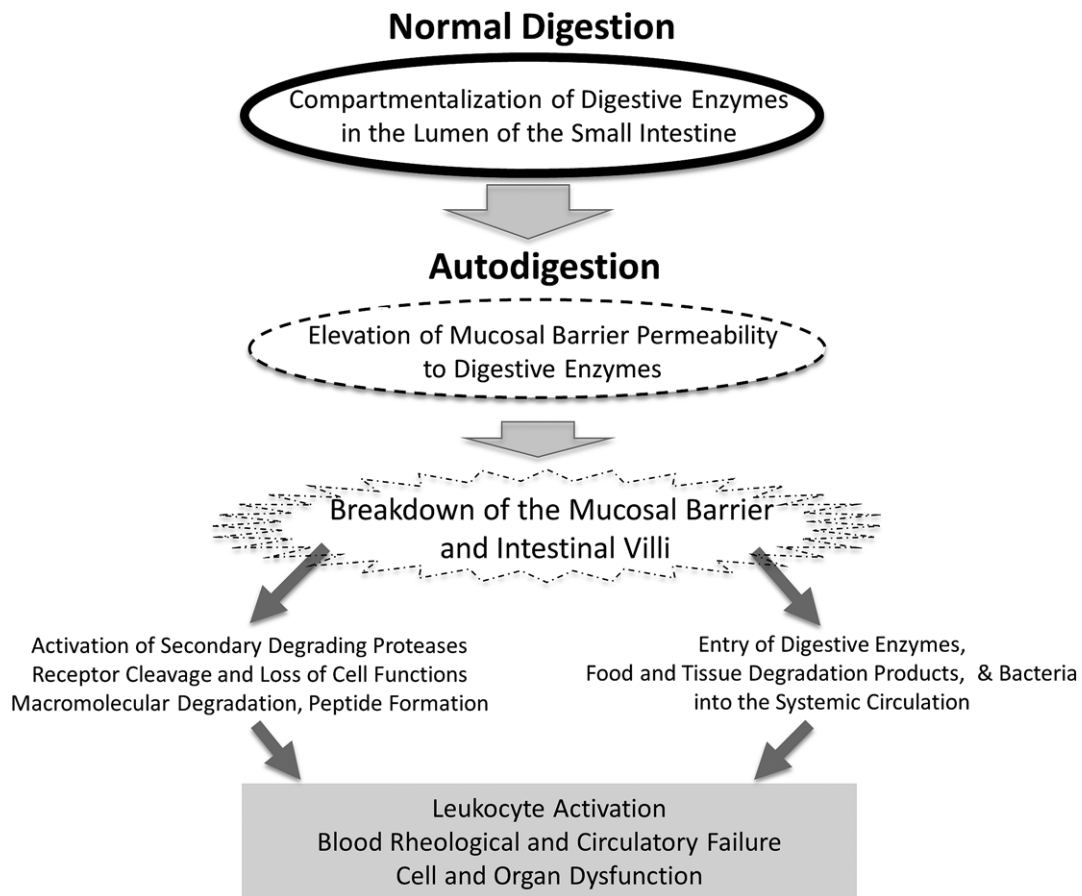 Normal Digestion
Compartmentalization of Digestive Enzymes
in the Lumen of the Small Intestine
Autodigestion
Elevation of Mucosal Barrier Permeability
to Digestive Enzymes
Breakdown of the Mucosal Barrier
and Intestinal Villi
Activation of Secondary Degrading Proteases
Receptor Cleavage and Loss of Cell Functions
Macromolecular Degradation, Peptide Formation
Entry of Digestive Enzymes,
Food and Tissue Degradation Products, & Bacteria
into the Systemic Circulation
Leukocyte Activation
Blood Rheological and Circulatory Failure
Cell and Organ Dysfunction